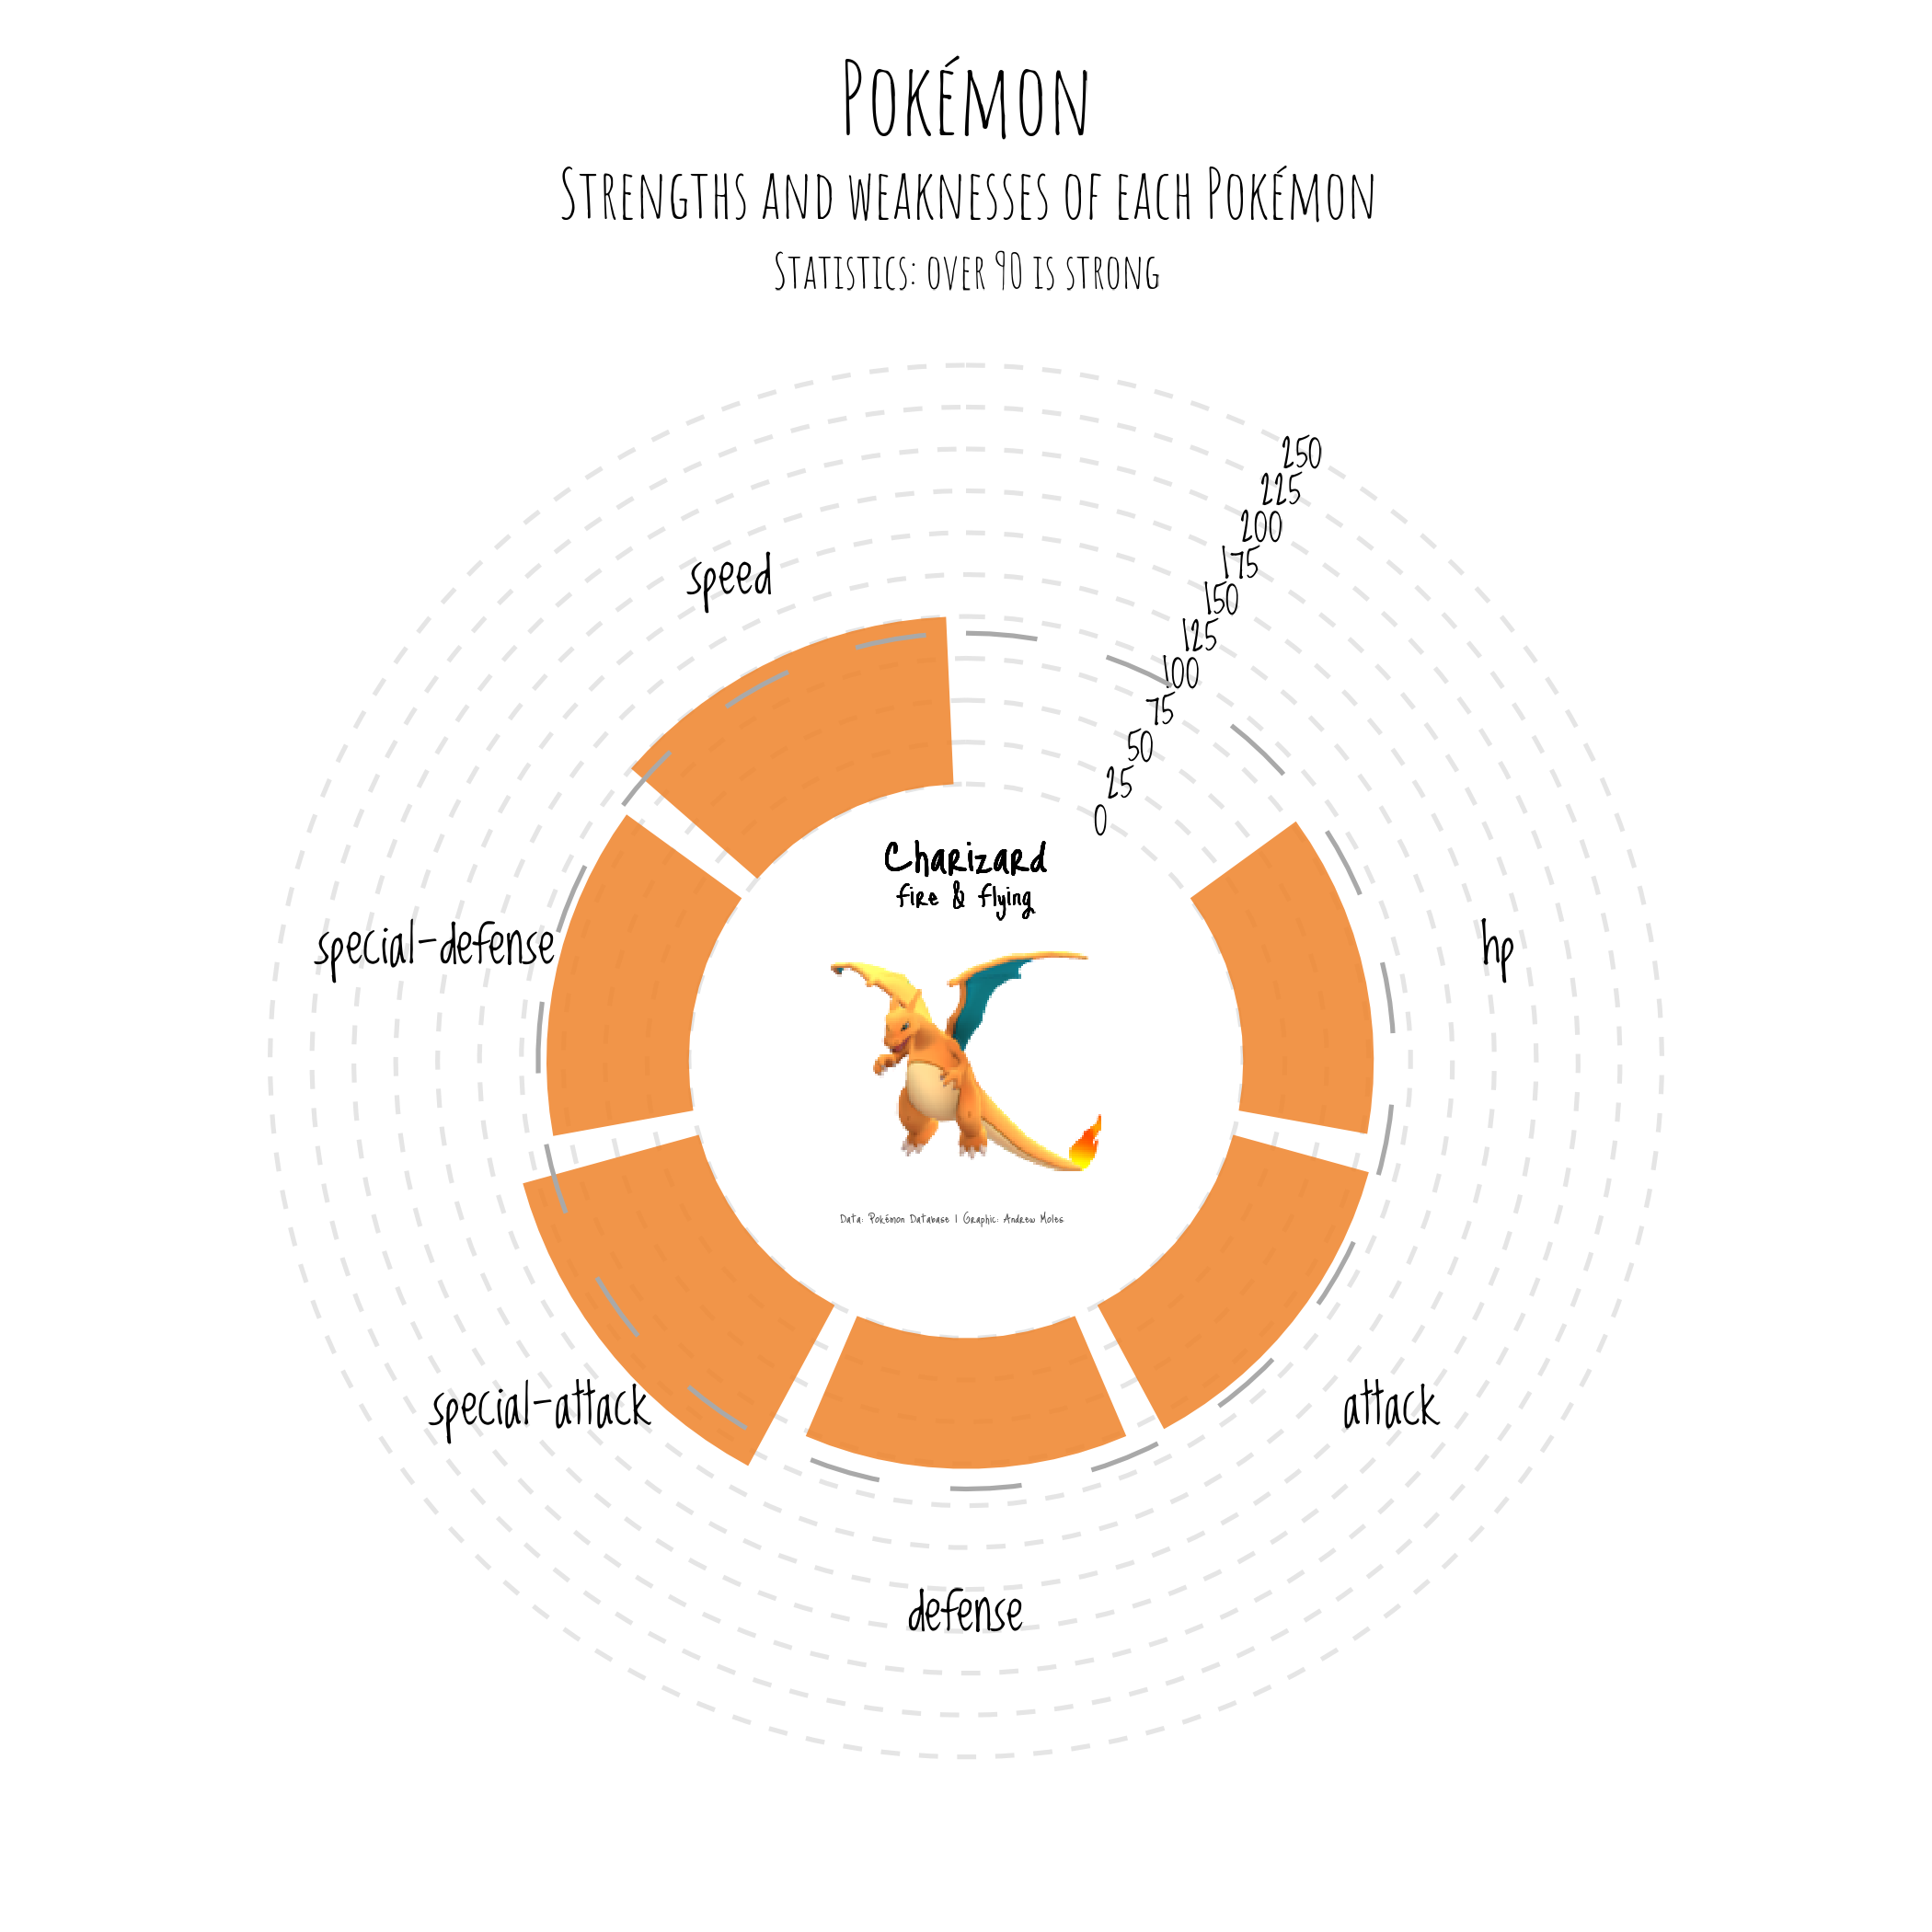 Pokémon
Strengths and weaknesses of each Pokémon
Statistics: over 90 is strong
250
225
200
175
150
125
100
75
50
25
0
speed
special-defense
hp
special-attack
attack
defense
Charizard
fire & flying
Data: Pokémon Database | Graphic: Andrew Moles